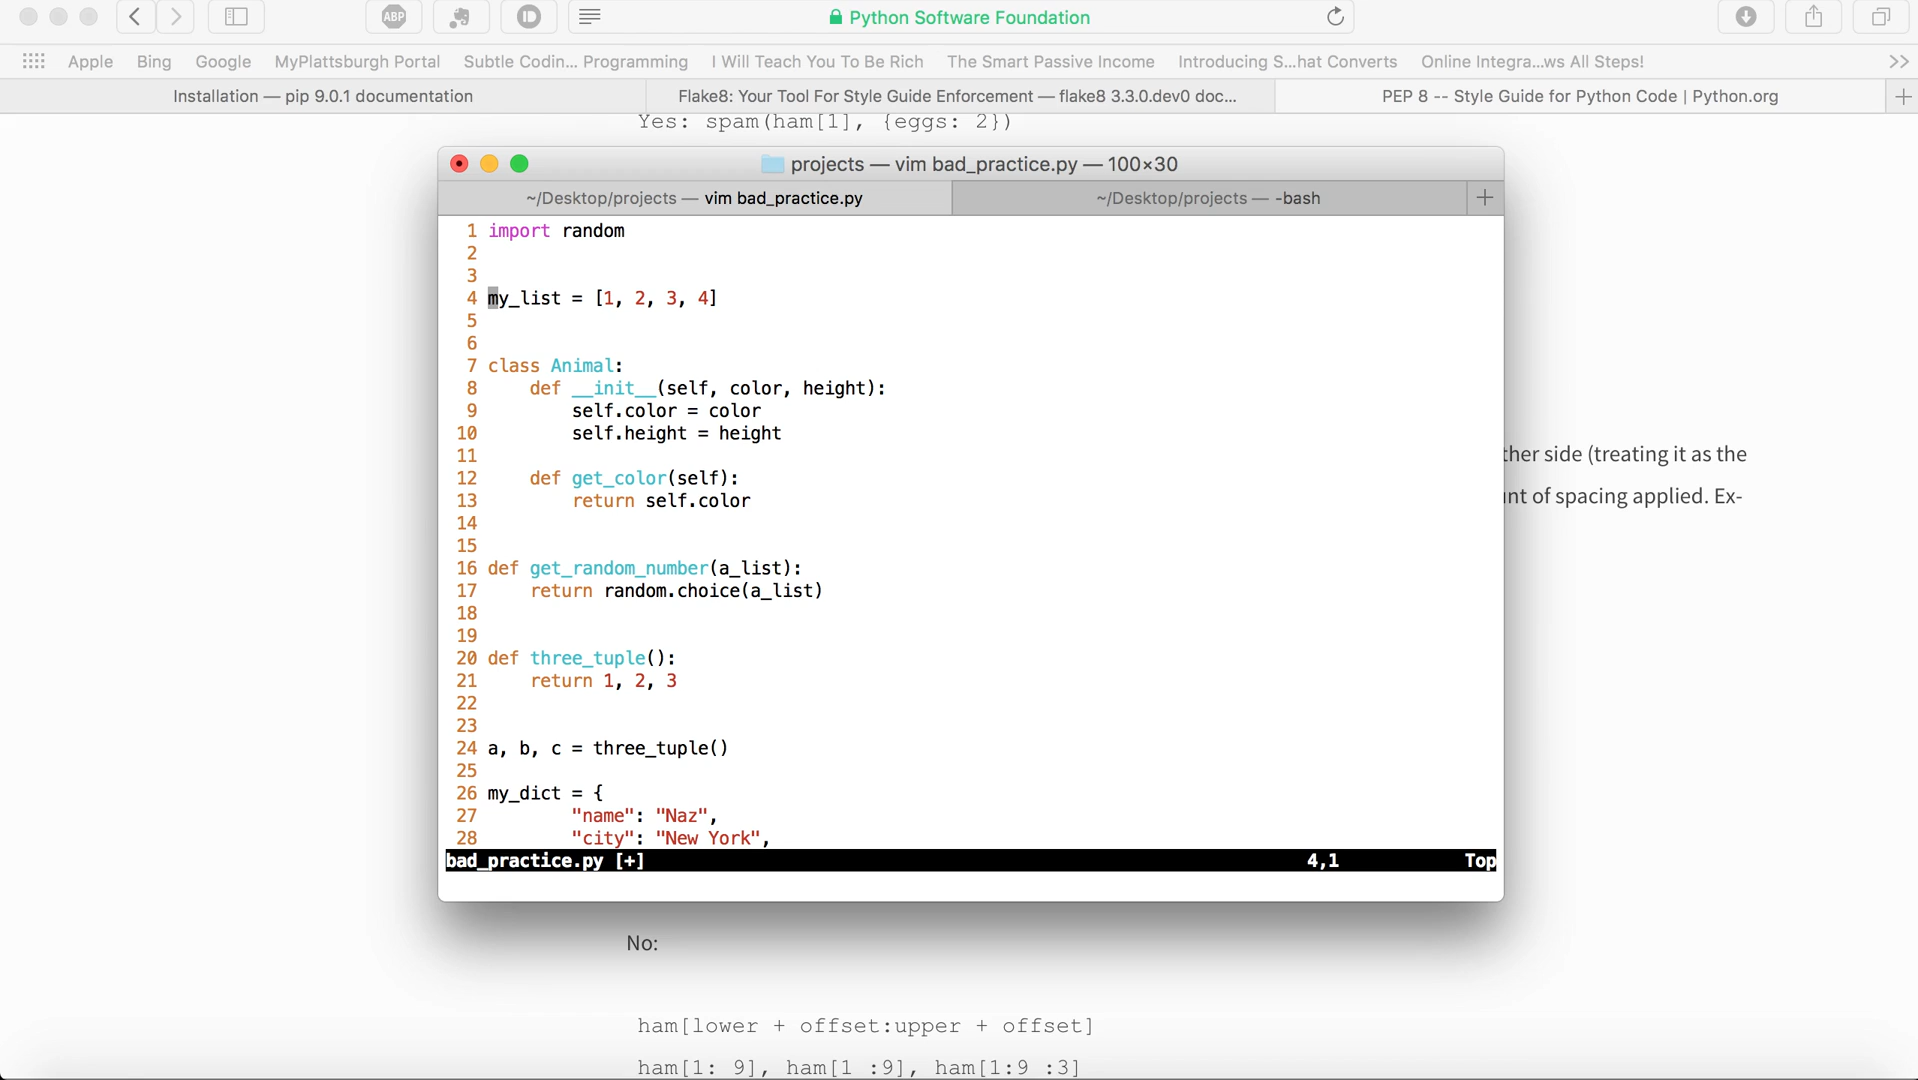 ABP
Python Software Foundation
Apple Bing Google MyPlattsburgh Portal Subtle Codin... Programming I Will Teach You To Be Rich The Smart Passive Income Introducing S...hat Converts Online Integra...ws All Steps!
Installation — pip 9.0.1 documentation Flake8: Your Tool For Style Guide Enforcement — flake8 3.3.0.dev0 doc... PEP 8 -- Style Guide for Python Code | Python.org
Yes: spam(ham[1], {eggs: 2})
projects — vim bad_practice.py — 100×30
~/Desktop/projects — vim bad_practice.py ~/Desktop/projects — -bash
1 import random
2
3
4 my_list = [1, 2, 3, 4]
5
6
7 class Animal:
8     def __init__(self, color, height):
9         self.color = color
10         self.height = height
11
12     def get_color(self):
13         return self.color
14
15
16 def get_random_number(a_list):
17     return random.choice(a_list)
18
19
20 def three_tuple():
21     return 1, 2, 3
22
23
24 a, b, c = three_tuple()
25
26 my_dict = {
27         "name": "Naz",
28         "city": "New York",
bad_practice.py [+] 4,1 Top
ther side (treating it as the
nt of spacing applied. Ex-
No:
ham[lower + offset:upper + offset]
ham[1: 9], ham[1 :9], ham[1:9 :3]